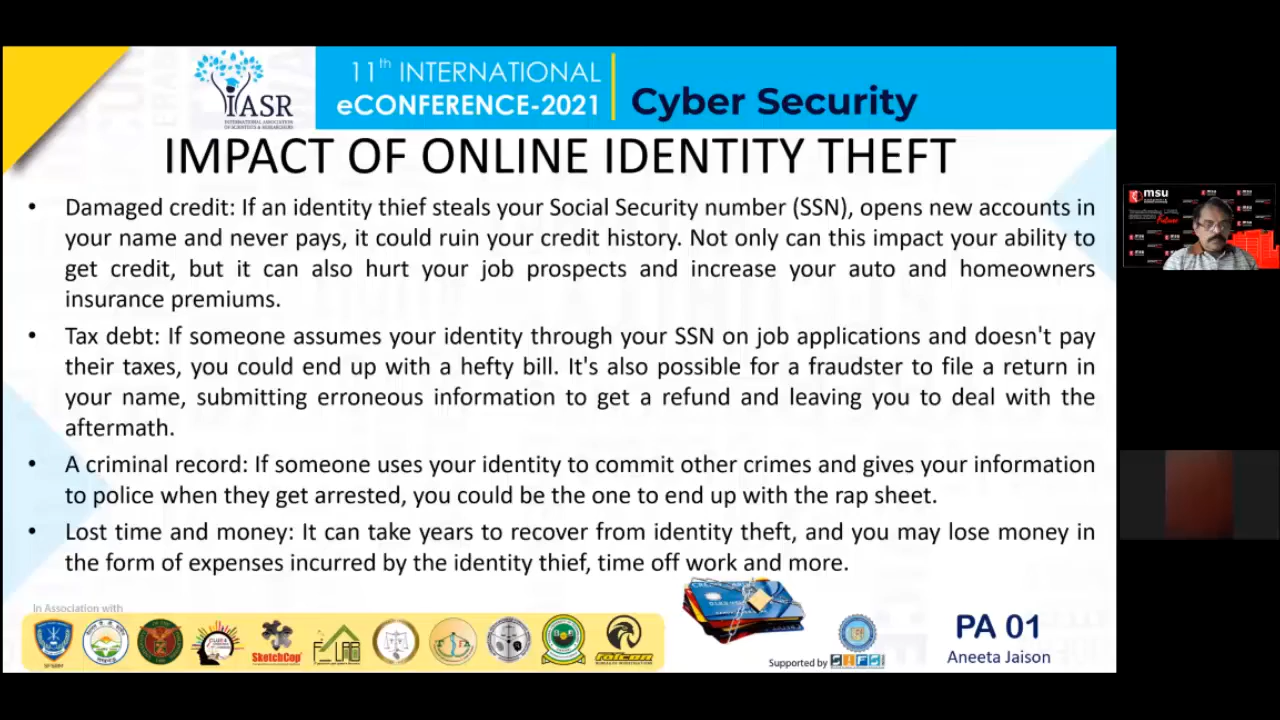 IASR
INTERNATIONAL ASSOCIATION
OF SCIENTISTS & RESEARCHERS
11th INTERNATIONAL
eCONFERENCE-2021
Cyber Security
IMPACT OF ONLINE IDENTITY THEFT
• Damaged credit: If an identity thief steals your Social Security number (SSN), opens new accounts in
your name and never pays, it could ruin your credit history. Not only can this impact your ability to
get credit, but it can also hurt your job prospects and increase your auto and homeowners
insurance premiums.
• Tax debt: If someone assumes your identity through your SSN on job applications and doesn't pay
their taxes, you could end up with a hefty bill. It's also possible for a fraudster to file a return in
your name, submitting erroneous information to get a refund and leaving you to deal with the
aftermath.
• A criminal record: If someone uses your identity to commit other crimes and gives your information
to police when they get arrested, you could be the one to end up with the rap sheet.
• Lost time and money: It can take years to recover from identity theft, and you may lose money in
the form of expenses incurred by the identity thief, time off work and more.
In Association with
SketchCop
falcon
Supported by SIFSI
PA 01
Aneeta Jaison
msu
Future